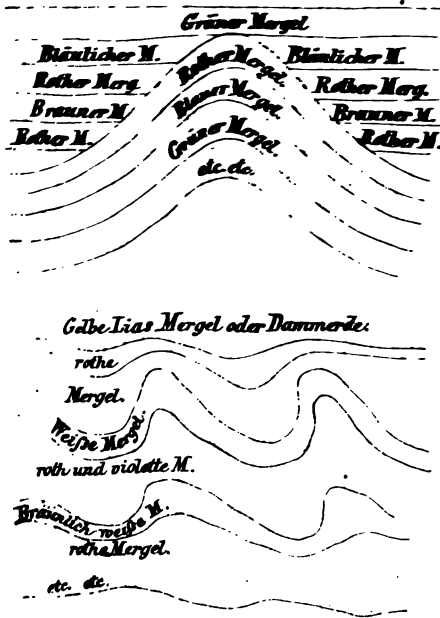 Grüner Mergel
Bläulicher M. Rother Mergel. Bläulicher M.
Rother Merg. Blauer Mergel. Rother Merg.
Brauner M. Brauner M.
Rother M. Grüner Mergel. Rother M.
etc. etc.
Gelbe Lias Mergel oder Dammerde.
rothe
Mergel.
Weiße Mergel.
roth und violette M.
Bräunlich weiße M.
rothe Mergel.
etc. etc.